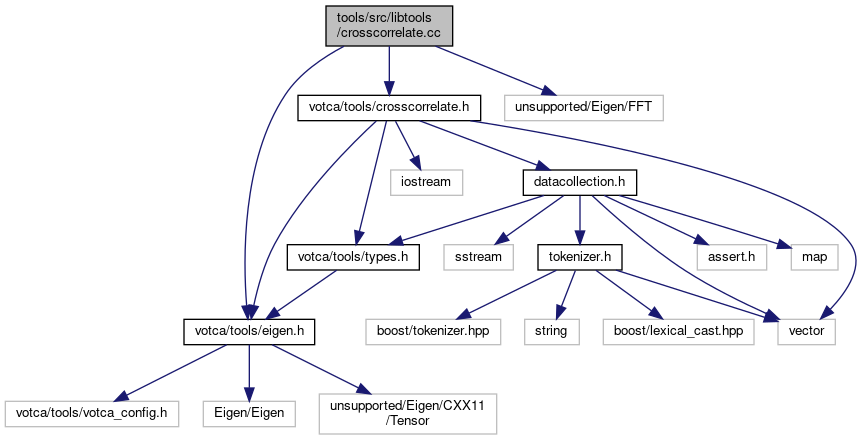 tools/src/libtools
/crosscorrelate.cc
votca/tools/crosscorrelate.h
unsupported/Eigen/FFT
iostream
datacollection.h
votca/tools/types.h
sstream
tokenizer.h
assert.h
map
votca/tools/eigen.h
boost/tokenizer.hpp
string
boost/lexical_cast.hpp
vector
votca/tools/votca_config.h
Eigen/Eigen
unsupported/Eigen/CXX11
/Tensor